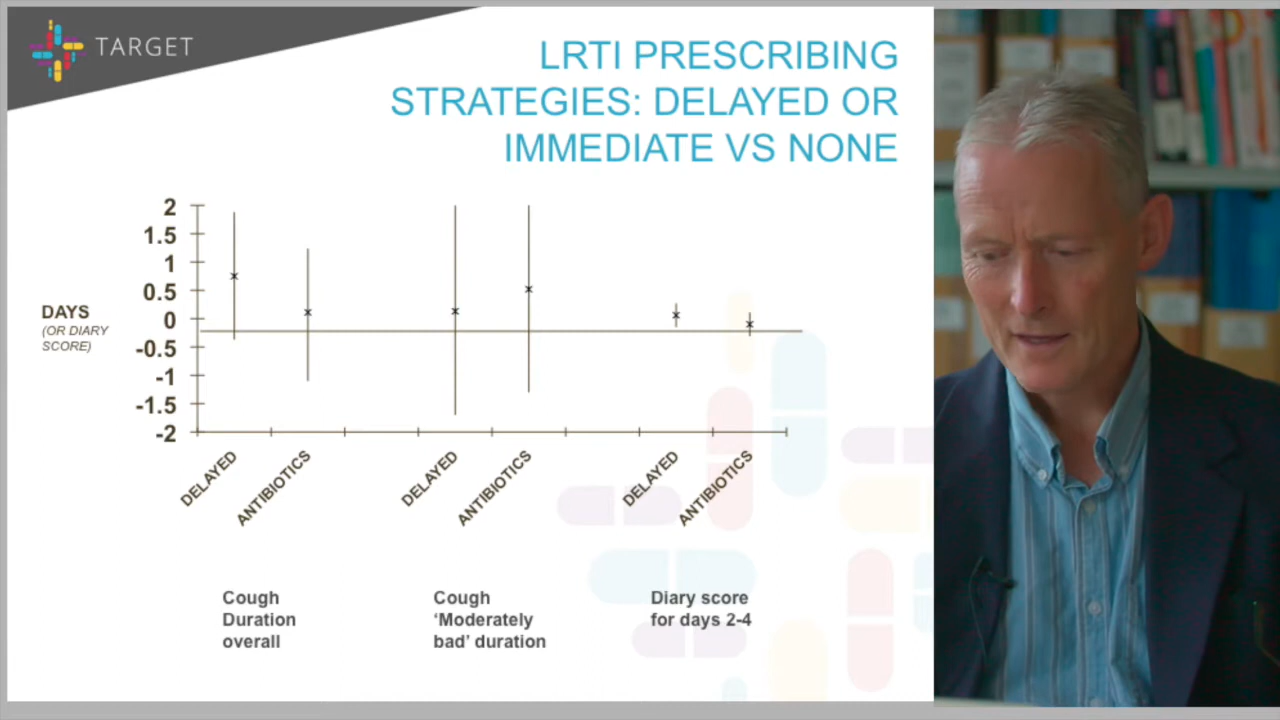 TARGET
LRTI PRESCRIBING
STRATEGIES: DELAYED OR
IMMEDIATE VS NONE
2
1.5
1
0.5
0
-0.5
-1
-1.5
-2
DAYS
(OR DIARY
SCORE)
DELAYED
ANTIBIOTICS
DELAYED
ANTIBIOTICS
DELAYED
ANTIBIOTICS
Cough
Duration
overall
Cough
‘Moderately
bad’ duration
Diary score
for days 2-4